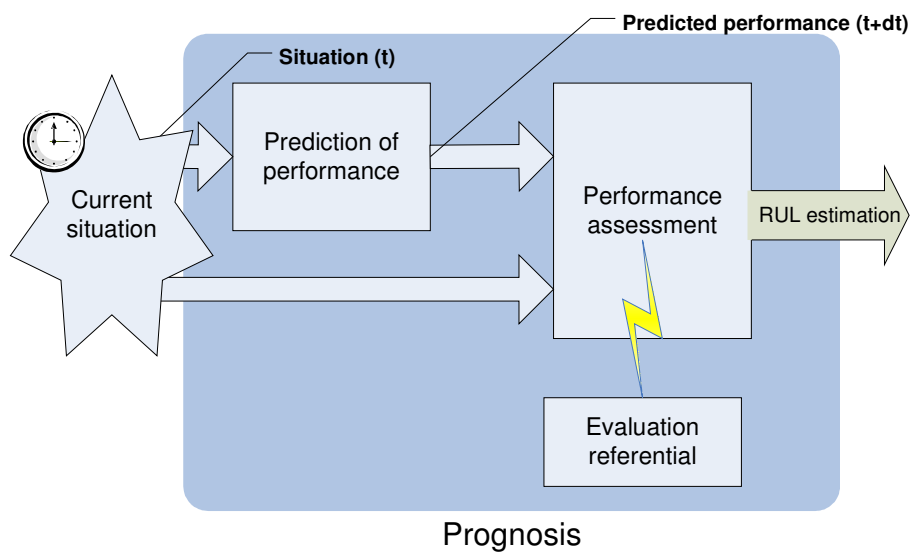 Predicted performance (t+dt)
Situation (t)
Prediction of
performance
Current
situation
Performance
assessment
RUL estimation
Evaluation
referential
Prognosis